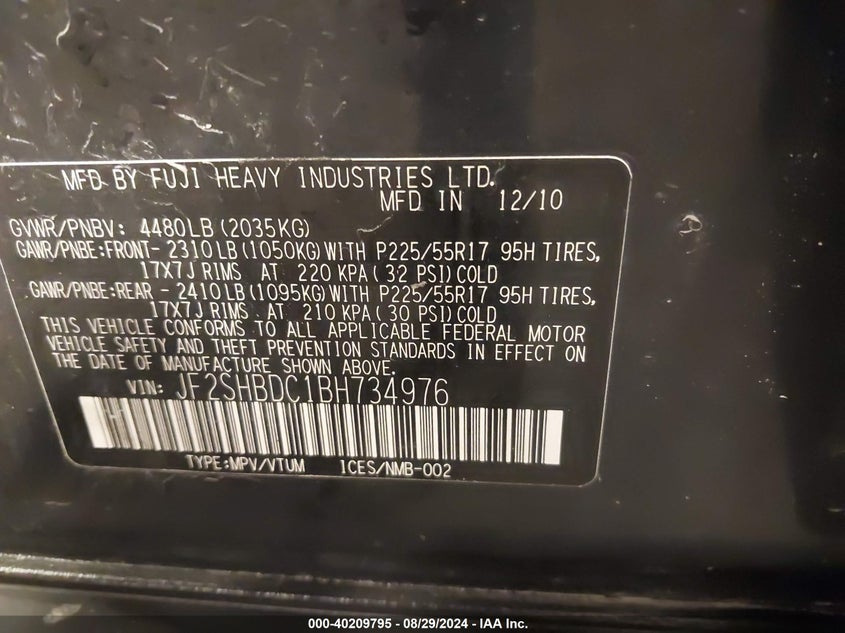 MFD BY FUJI HEAVY INDUSTRIES LTD.
MFD IN 12/10
GVWR/PNBV: 4480LB (2035KG)
GAWR/PNBE:FRONT- 2310 LB (1050KG) WITH P225/55R17 95H TIRES,
17X7J RIMS AT 220 KPA ( 32 PSI) COLD
GAWR/PNBE:REAR - 2410 LB (1095KG) WITH P225/55R17 95H TIRES,
17X7J RIMS AT 210 KPA ( 30 PSI) COLD
THIS VEHICLE CONFORMS TO ALL APPLICABLE FEDERAL MOTOR
VEHICLE SAFETY AND THEFT PREVENTION STANDARDS IN EFFECT ON
THE DATE OF MANUFACTURE SHOWN ABOVE.
VIN: JF2SHBDC1BH734976
TYPE:MPV/VTUM ICES/NMB-002
000-40209795 - 08/29/2024 - IAA Inc.